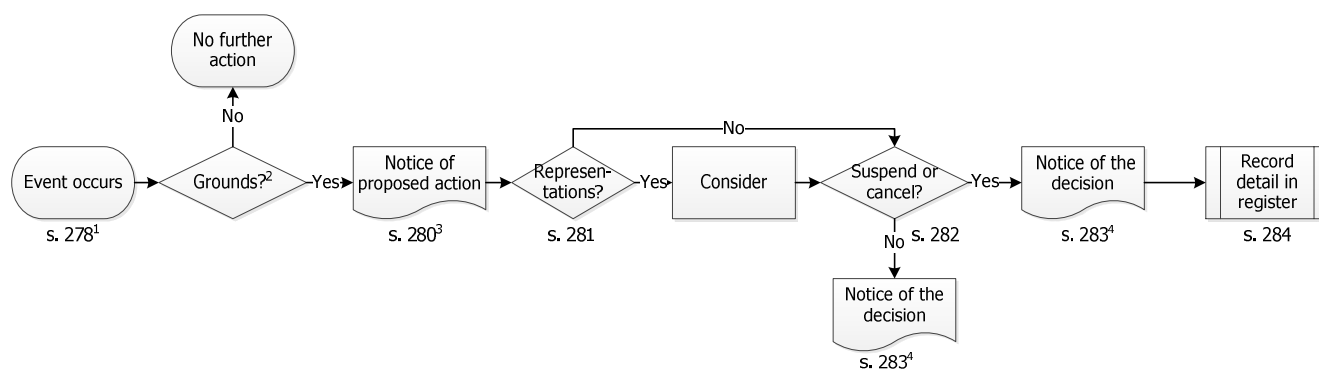 No further
action
No
No
Event occurs
Grounds?2
Yes
Notice of
proposed action
Represen-
tations?
Yes
Consider
Suspend or
cancel?
Yes
Notice of the
decision
Record
detail in
register
s. 2781
s. 2803
s. 281
s. 282
s. 2834
s. 284
No
Notice of the
decision
s. 2834